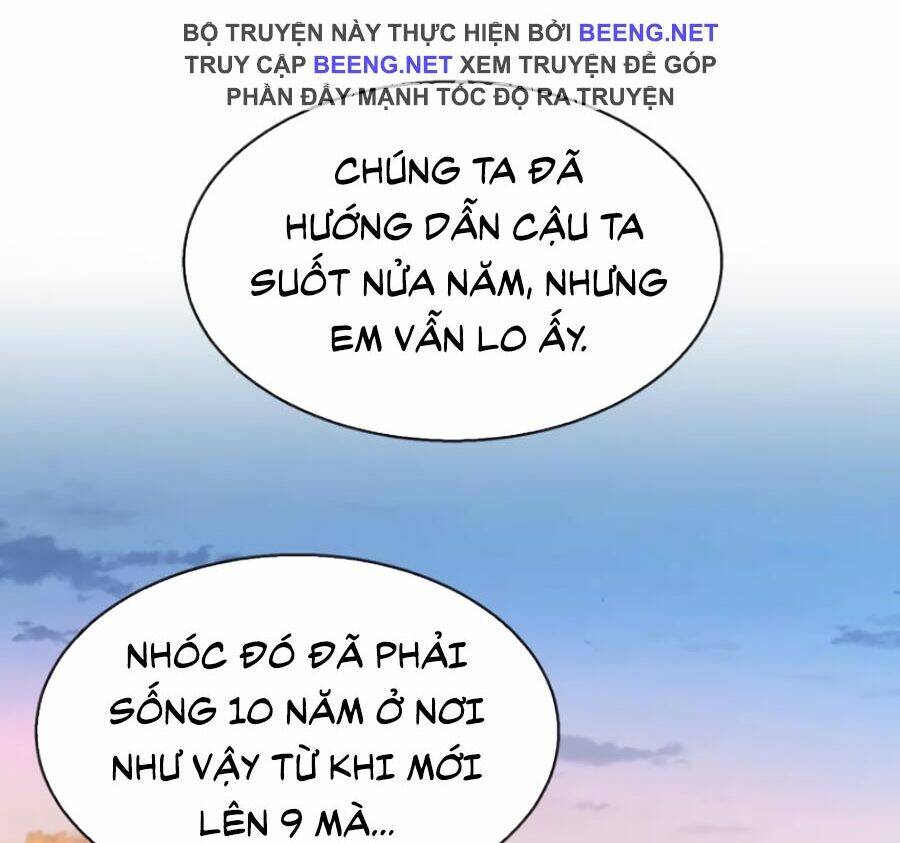 BỘ TRUYỆN NÀY THỰC HIỆN BỞI BEENG.NET
TRUY CẬP BEENG.NET XEM TRUYỆN ĐỂ GÓP
PHẦN ĐẨY MẠNH TỐC ĐỘ RA TRUYỆN
CHÚNG TA ĐÃ
HƯỚNG DẪN CẬU TA
SUỐT NỬA NĂM, NHƯNG
EM VẪN LO ẤY.
NHÓC ĐÓ ĐÃ PHẢI
SỐNG 10 NĂM Ở NƠI
NHƯ VẬY TỪ KHI MỚI
LÊN 9 MÀ...